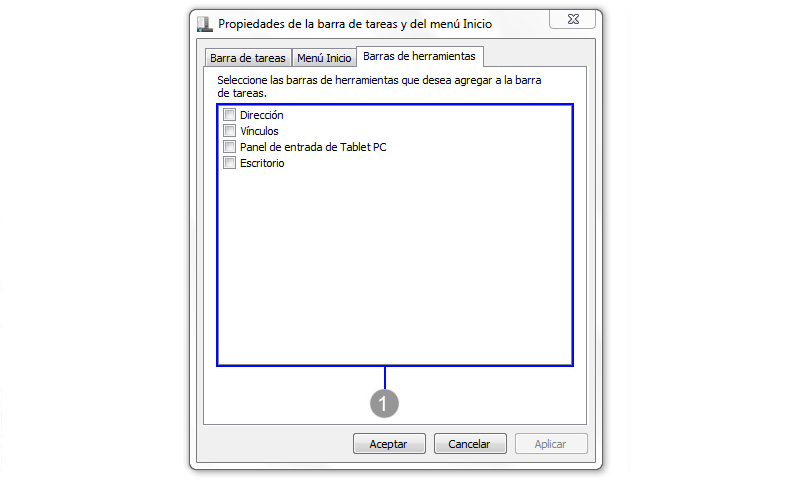 Propiedades de la barra de tareas y del menú Inicio
Barra de tareas Menú Inicio Barras de herramientas
Seleccione las barras de herramientas que desea agregar a la barra
de tareas.
Dirección
Vínculos
Panel de entrada de Tablet PC
Escritorio
1
Aceptar Cancelar Aplicar